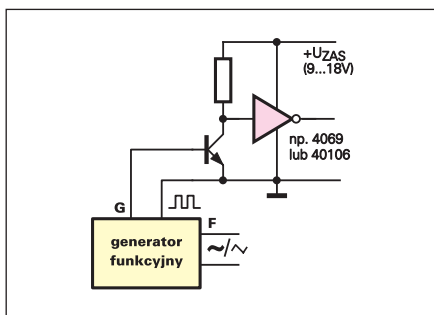 +UZAS
(9...18V)
np. 4069
lub 40106
G
F
generator
funkcyjny
~/